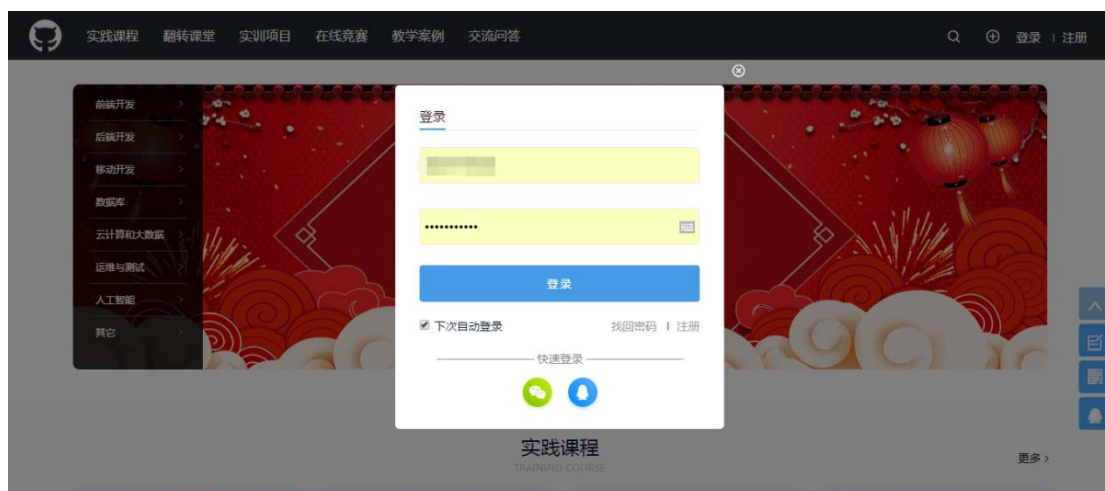 实践课程 翻转课堂 实训项目 在线竞赛 教学案例 交流问答 登录 | 注册
前端开发
后端开发
移动开发
数据库
云计算和大数据
运维与测试
人工智能
其它
登录
登录
下次自动登录 找回密码 | 注册
快速登录
实践课程
TRAINING COURSE
更多